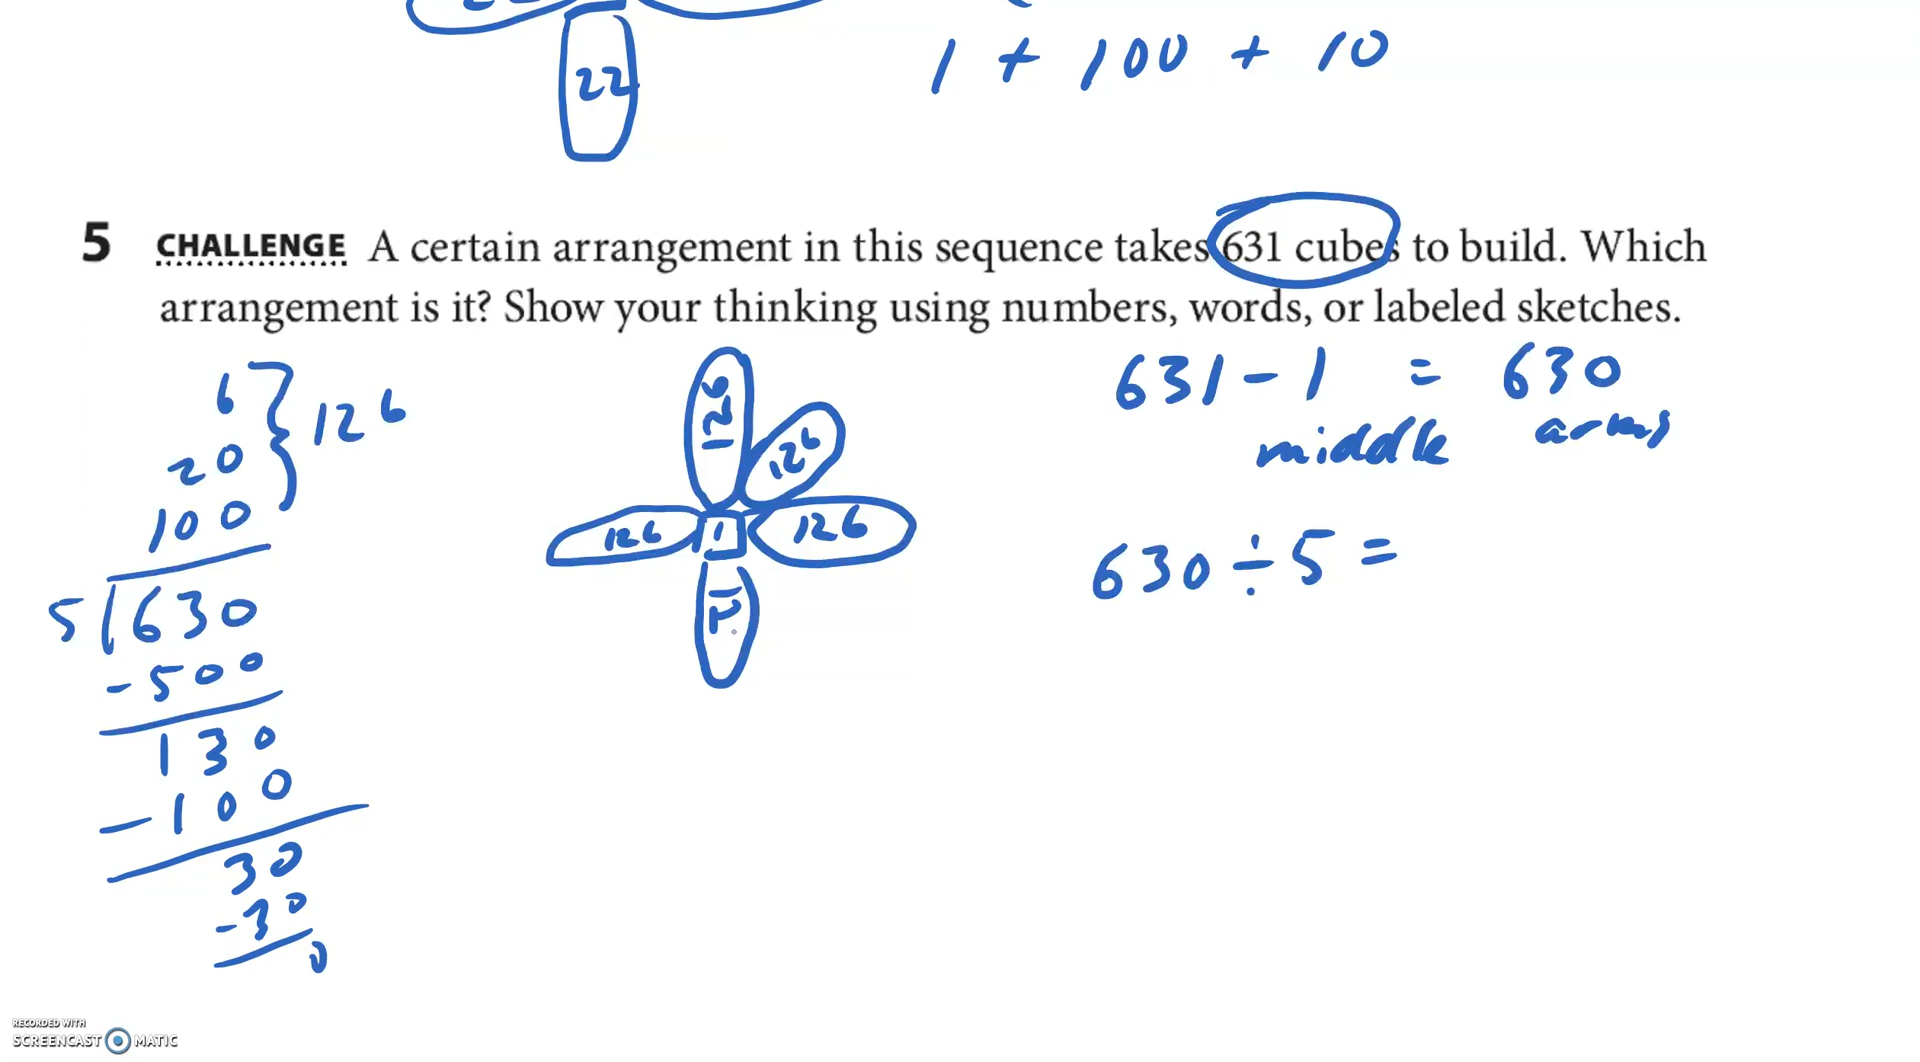 22
1 + 100 + 10
5 CHALLENGE A certain arrangement in this sequence takes 631 cubes to build. Which
arrangement is it? Show your thinking using numbers, words, or labeled sketches.
6
20
100
126
5 630
-500
130
-100
30
-30
0
126
126
126
1
126
631 - 1 = 630
middle arms
630 ÷ 5 =
RECORDED WITH
SCREENCAST MATIC